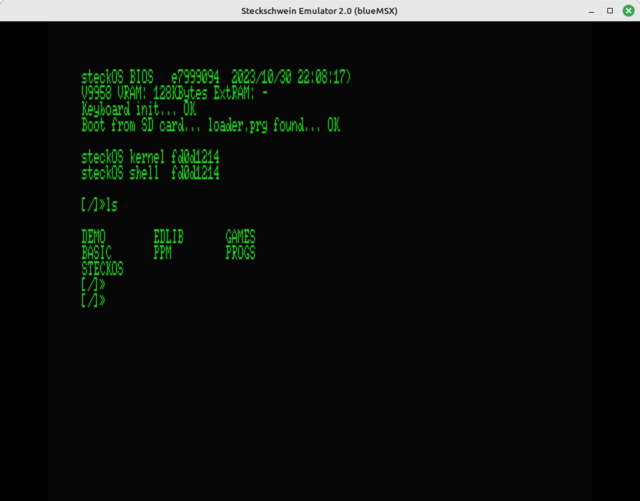 Steckschwein Emulator 2.0 (blueMSX)
steckOS BIOS   e7999094  2023/10/30 22:08:17)
V9958 VRAM: 128KBytes ExtRAM: -
Keyboard init... OK
Boot from SD card... loader.prg found... OK
steckOS kernel fd0d1214
steckOS shell  fd0d1214
[/]»ls
DEMO        EDLIB       GAMES
BASIC       PPM         PROGS
STECKOS
[/]»
[/]»